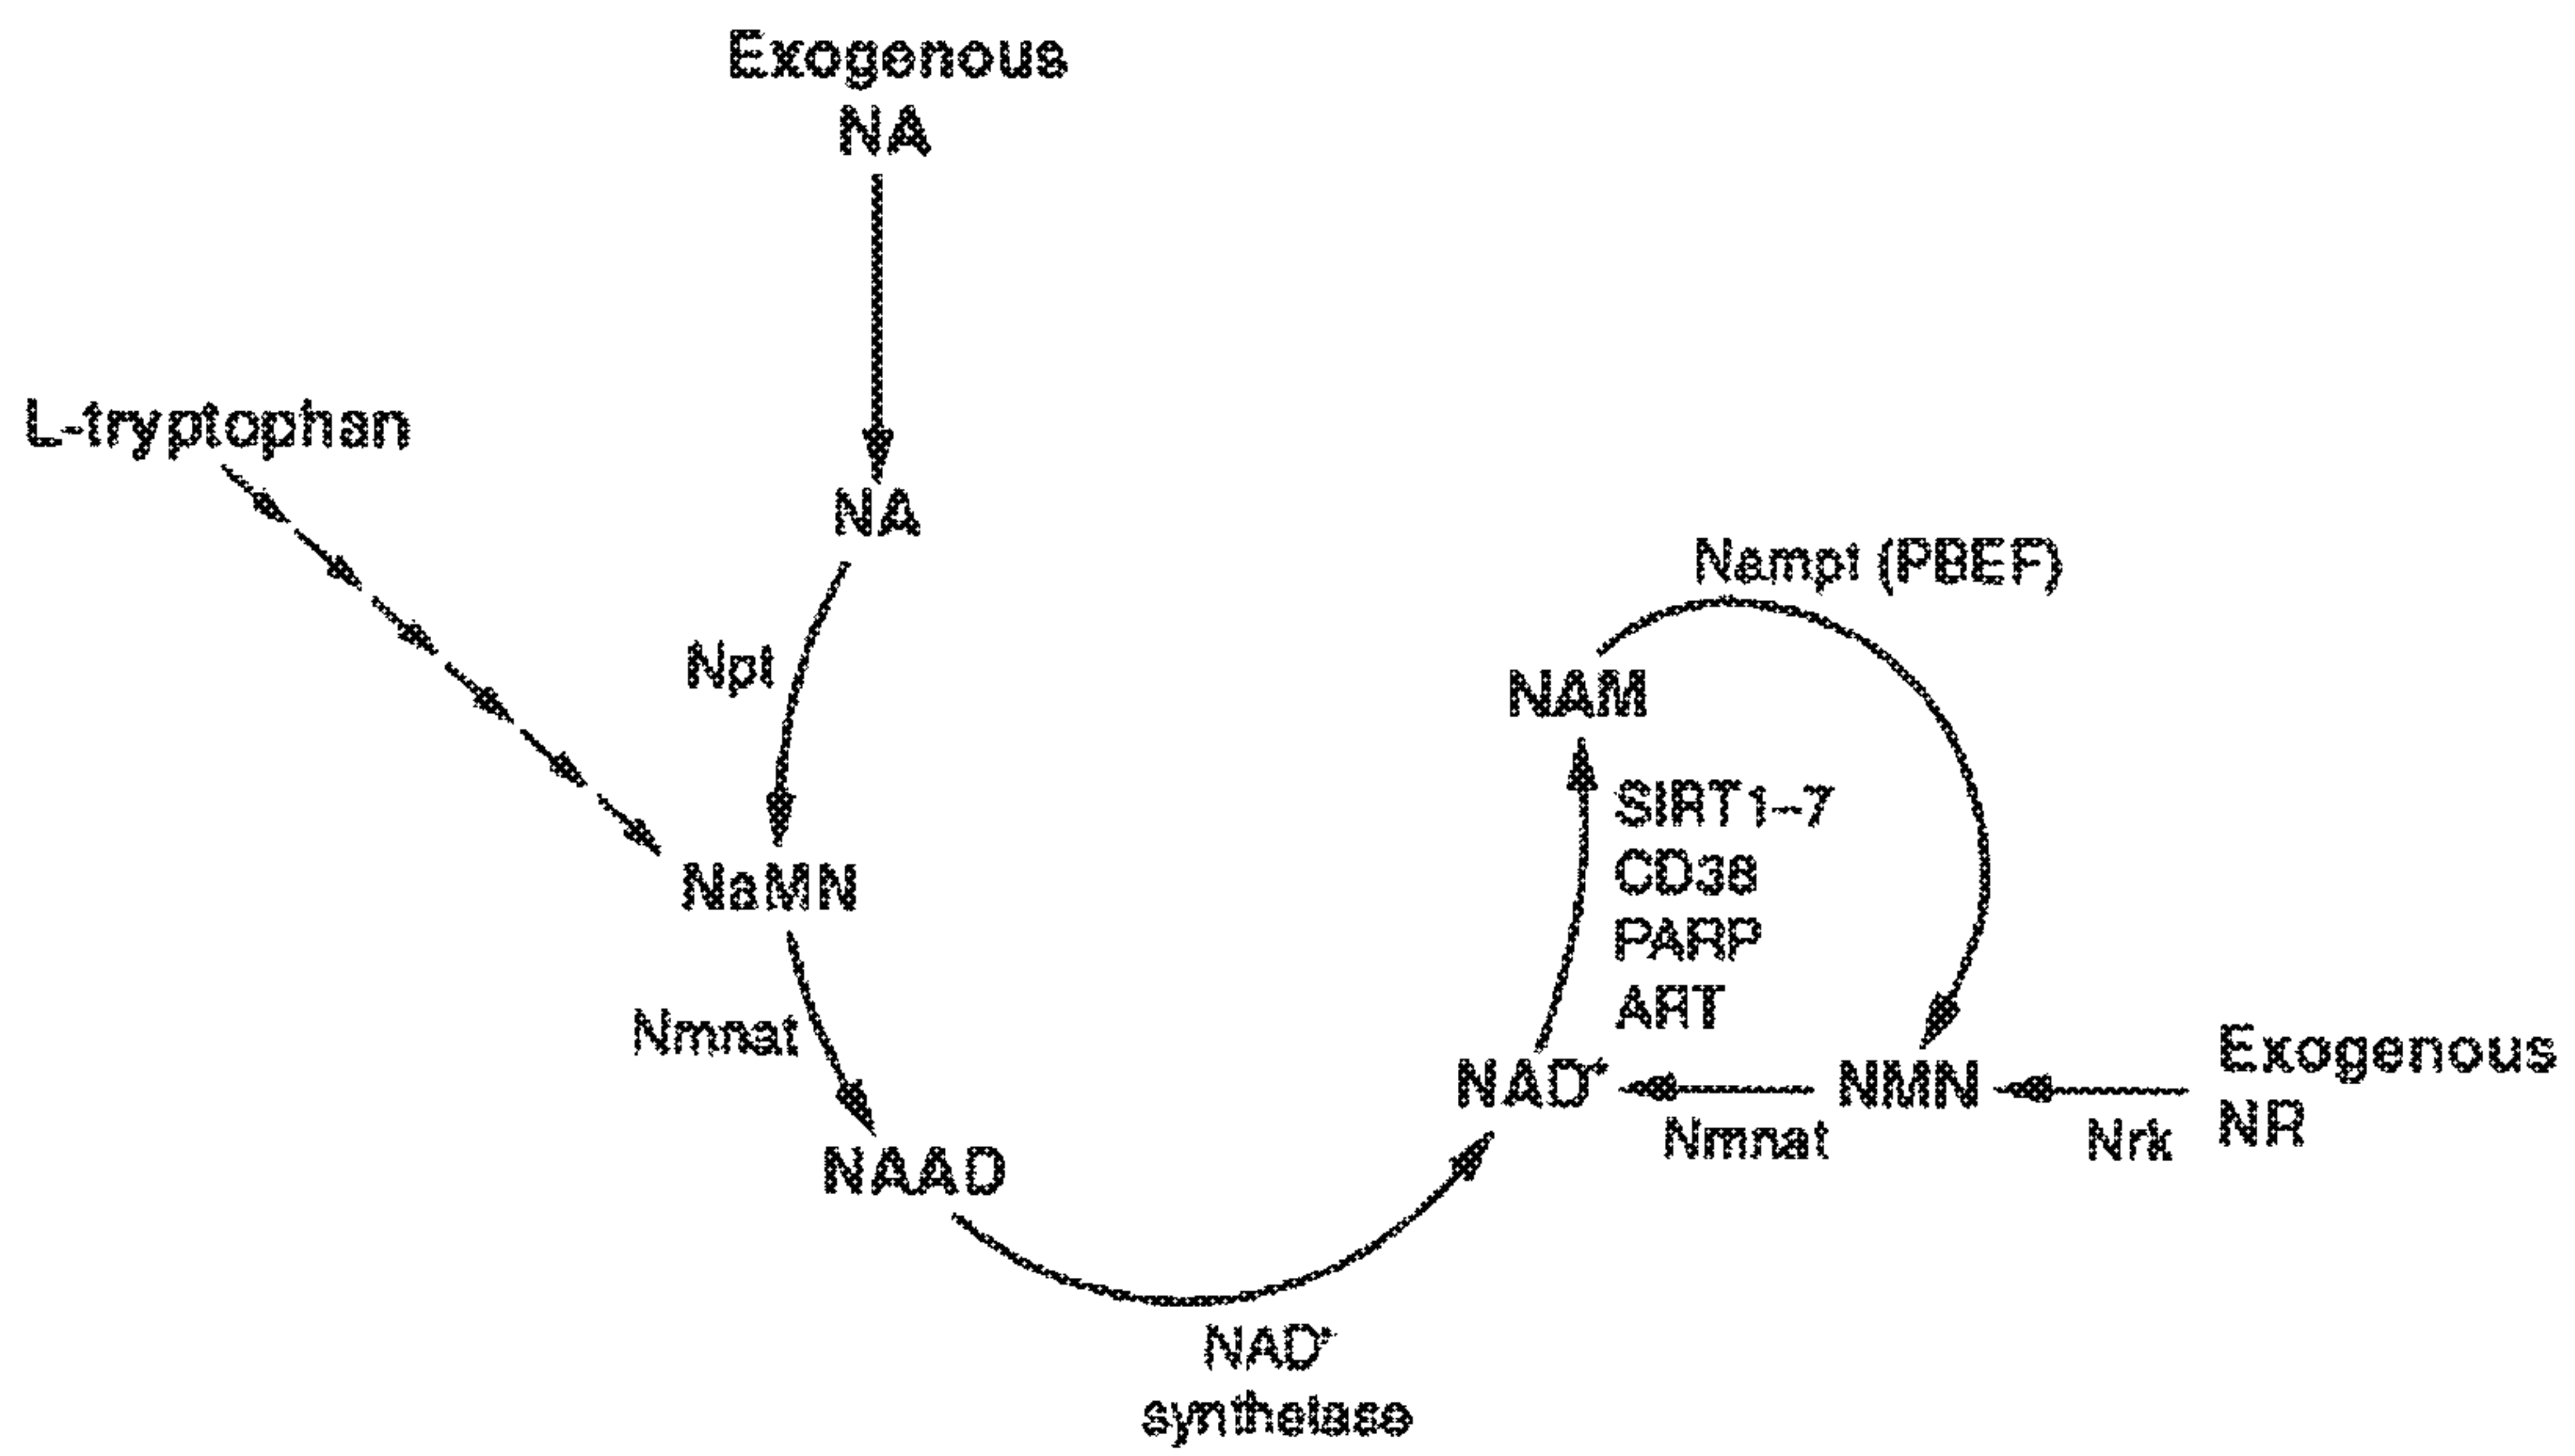 Exogenous
NA
L-tryptophan
NA
Npt
NaMN
Nmnat
NAAD
NAD+
synthetase
Nampt (PBEF)
NAM
SIRT1–7
CD38
PARP
ART
NAD+
Nmnat
NMN
Nrk
Exogenous
NR